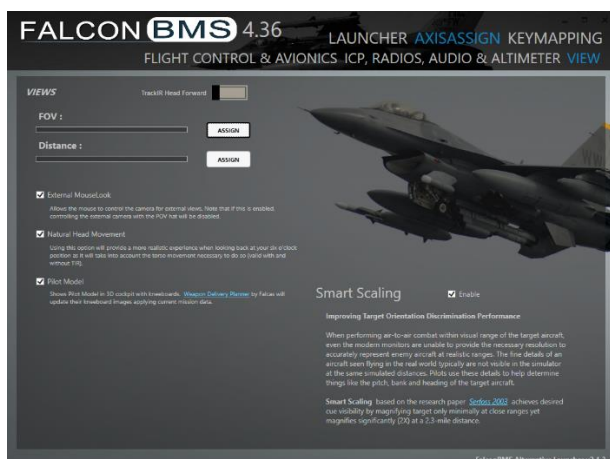 FALCON BMS 4.36
LAUNCHER AXISASSIGN KEYMAPPING
FLIGHT CONTROL & AVIONICS ICP, RADIOS, AUDIO & ALTIMETER VIEW
VIEWS
TrackIR Head Forward
FOV :
ASSIGN
Distance :
ASSIGN
External MouseLook
Allows the mouse to control the camera for external views. Note that if this is enabled,
controlling the external camera with the POV hat will be disabled.
Natural Head Movement
Using this option will provide a more realistic experience when looking back at your six o'clock
position as it will take into account the torso movement necessary to do so (valid with and
without TIR).
Pilot Model
Shows Pilot Model in 3D cockpit with kneeboards. Weapon Delivery Planner by Falcas will
update their kneeboard images applying current mission data.
Smart Scaling
Enable
Improving Target Orientation Discrimination Performance
When performing air-to-air combat within visual range of the target aircraft,
even the modern monitors are unable to provide the necessary resolution to
accurately represent enemy aircraft at realistic ranges. The fine details of an
aircraft seen flying in the real world typically are not visible in the simulator
at the same simulated distances. Pilots use these details to help determine
things like the pitch, bank and heading of the target aircraft.
Smart Scaling based on the research paper Serfoss 2003 achieves desired
cue visibility by magnifying target only minimally at close ranges yet
magnifies significantly (2X) at a 2.3-mile distance.